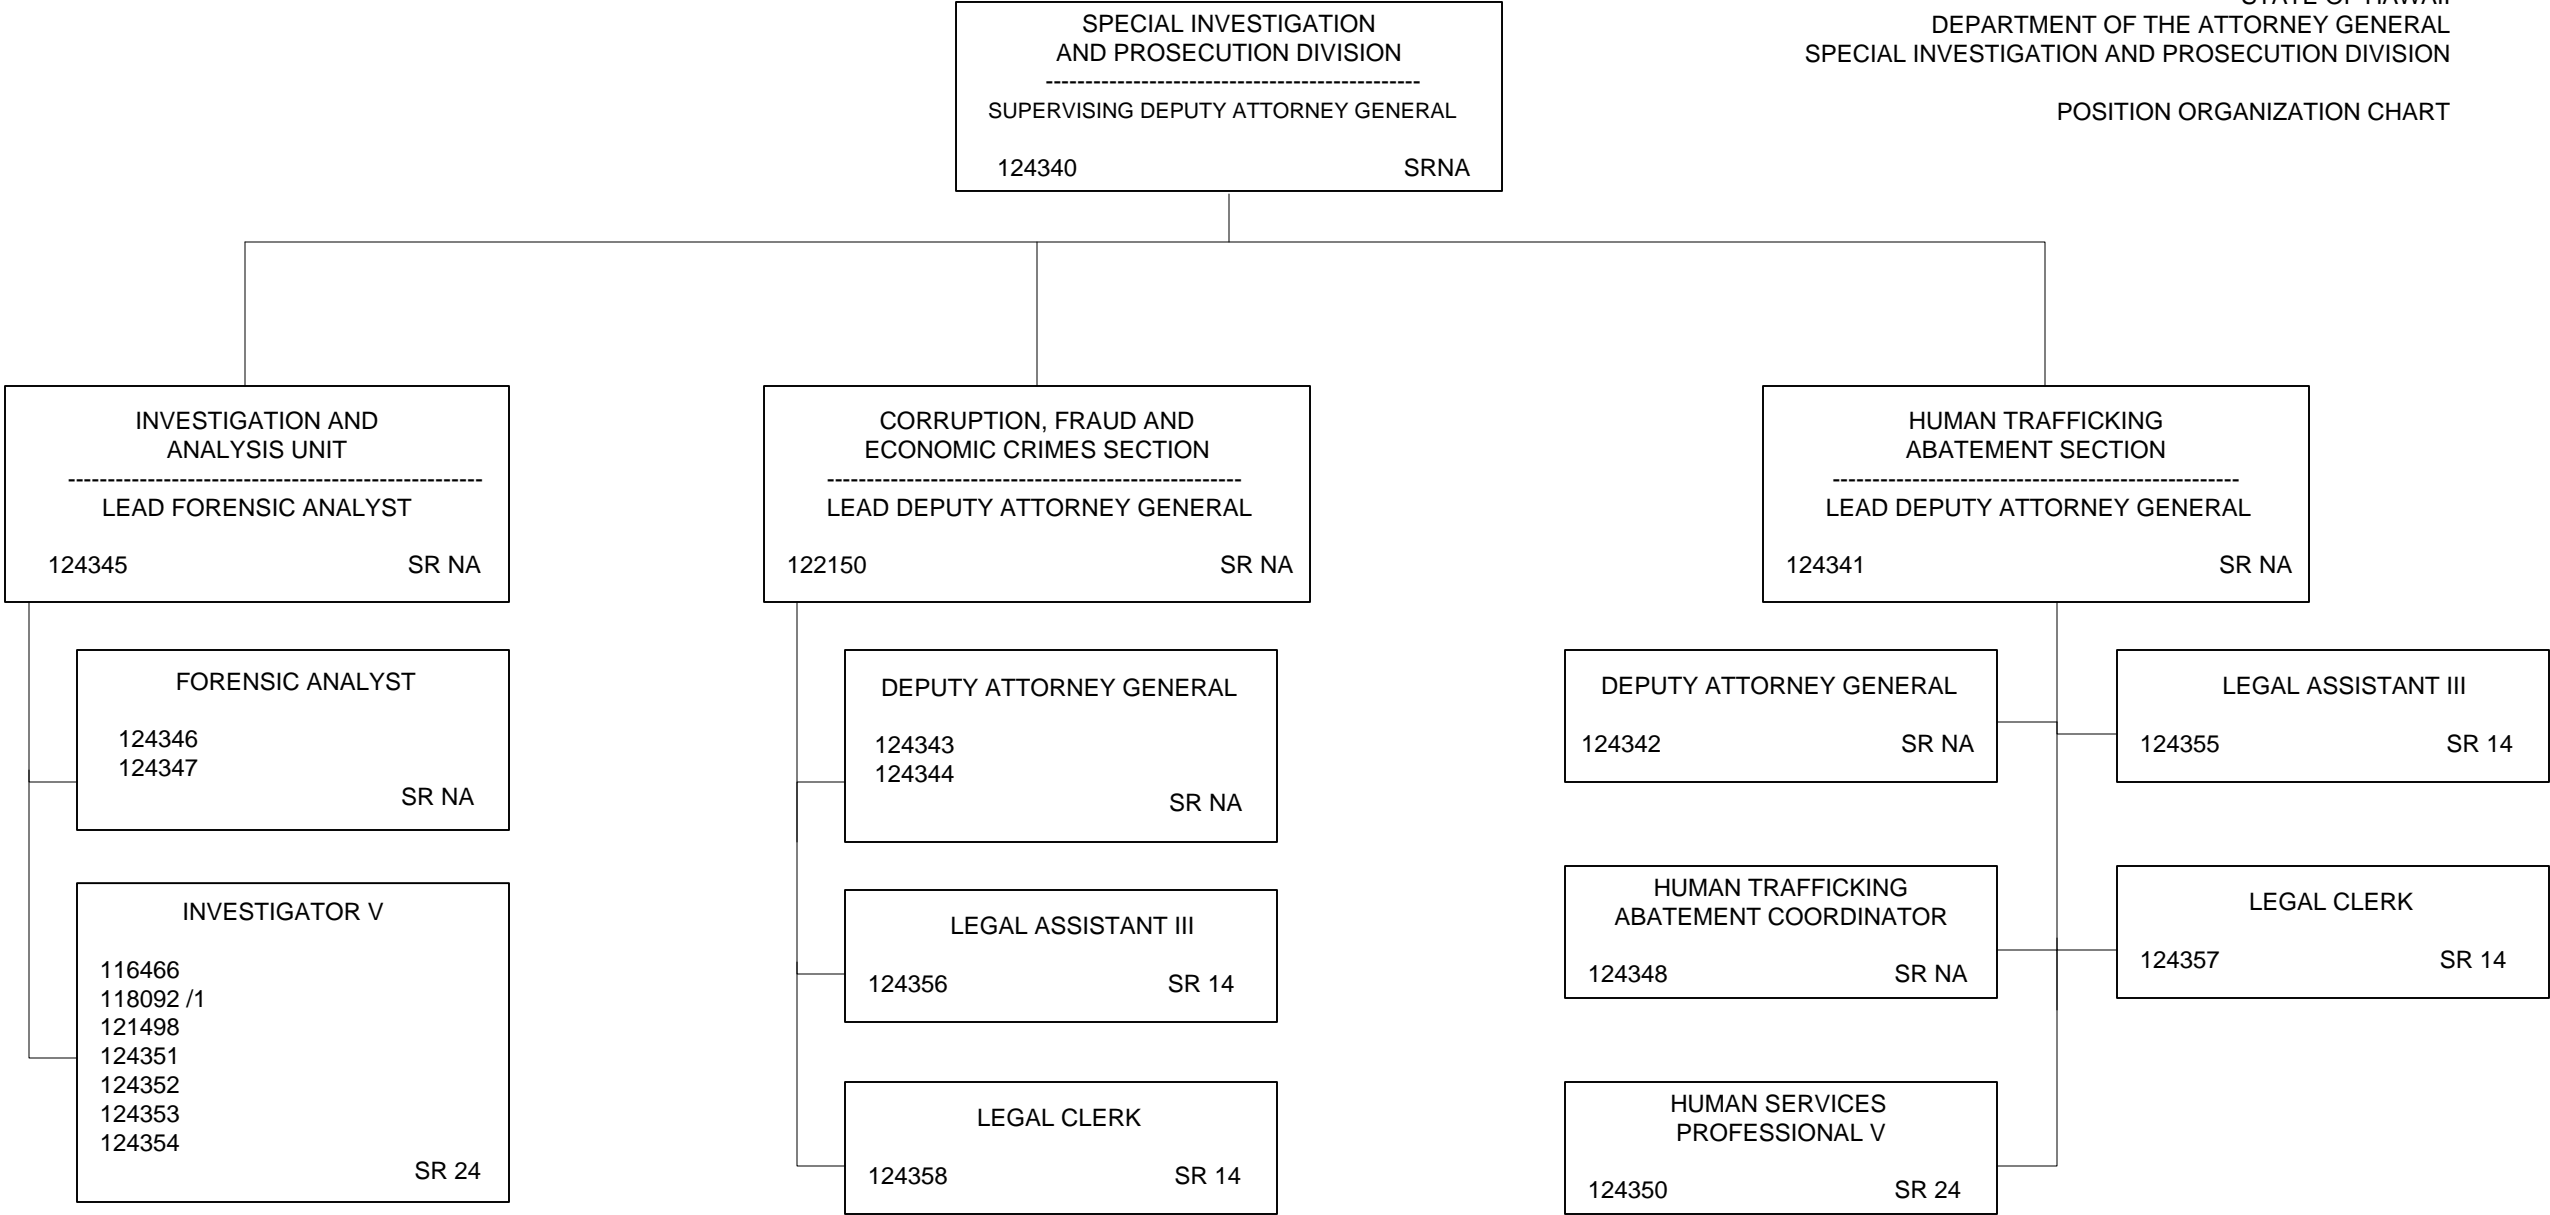 STATE OF HAWAII
DEPARTMENT OF THE ATTORNEY GENERAL
SPECIAL INVESTIGATION AND PROSECUTION DIVISION
POSITION ORGANIZATION CHART
SPECIAL INVESTIGATION
AND PROSECUTION DIVISION
-----------------------------------------------
SUPERVISING DEPUTY ATTORNEY GENERAL
124340 SRNA
INVESTIGATION AND
ANALYSIS UNIT
----------------------------------------------------
LEAD FORENSIC ANALYST
124345 SR NA
FORENSIC ANALYST
124346
124347
SR NA
INVESTIGATOR V
116466
118092 /1
121498
124351
124352
124353
124354
SR 24
CORRUPTION, FRAUD AND
ECONOMIC CRIMES SECTION
----------------------------------------------------
LEAD DEPUTY ATTORNEY GENERAL
122150 SR NA
DEPUTY ATTORNEY GENERAL
124343
124344
SR NA
LEGAL ASSISTANT III
124356 SR 14
LEGAL CLERK
124358 SR 14
HUMAN TRAFFICKING
ABATEMENT SECTION
---------------------------------------------------
LEAD DEPUTY ATTORNEY GENERAL
124341 SR NA
DEPUTY ATTORNEY GENERAL
124342 SR NA
LEGAL ASSISTANT III
124355 SR 14
HUMAN TRAFFICKING
ABATEMENT COORDINATOR
124348 SR NA
LEGAL CLERK
124357 SR 14
HUMAN SERVICES
PROFESSIONAL V
124350 SR 24